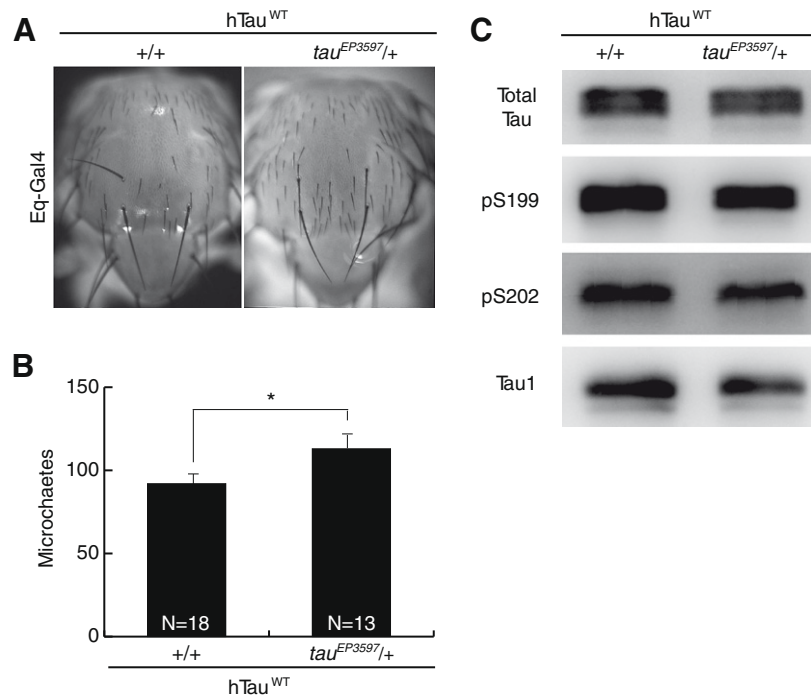 A
hTau WT
+/+ tau EP3597/+
Eq-Gal4
B
150
100
50
0
Microchaetes
*
N=18 N=13
+/+ tau EP3597/+
hTau WT
C
hTau WT
+/+ tau EP3597/+
Total
Tau
pS199
pS202
Tau1